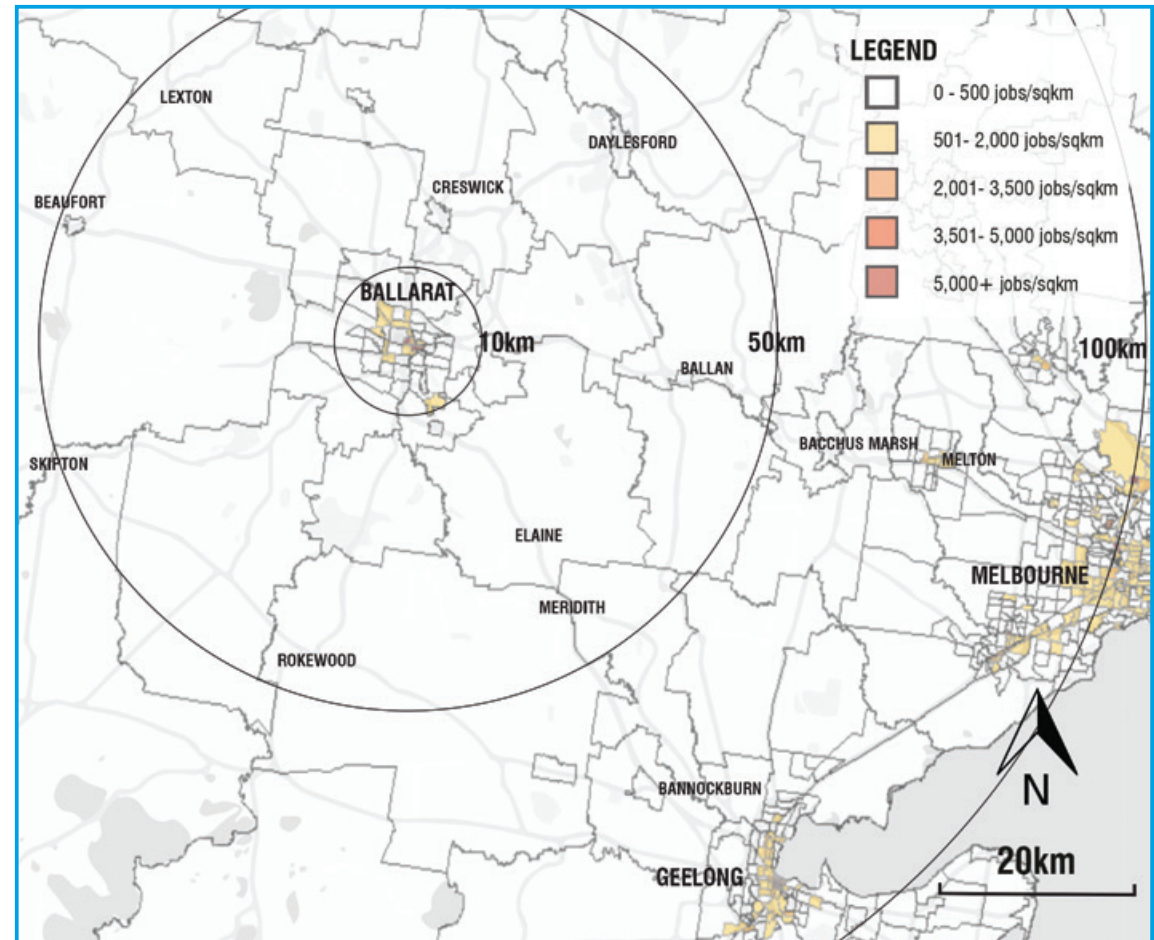 LEGEND
0 - 500 jobs/sqkm
501- 2,000 jobs/sqkm
2,001- 3,500 jobs/sqkm
3,501- 5,000 jobs/sqkm
5,000+ jobs/sqkm
LEXTON
DAYLESFORD
CRESWICK
BEAUFORT
BALLARAT
10km
50km
100km
BALLAN
BACCHUS MARSH
MELTON
SKIPTON
ELAINE
MELBOURNE
MERIDITH
ROKEWOOD
BANNOCKBURN
N
20km
GEELONG